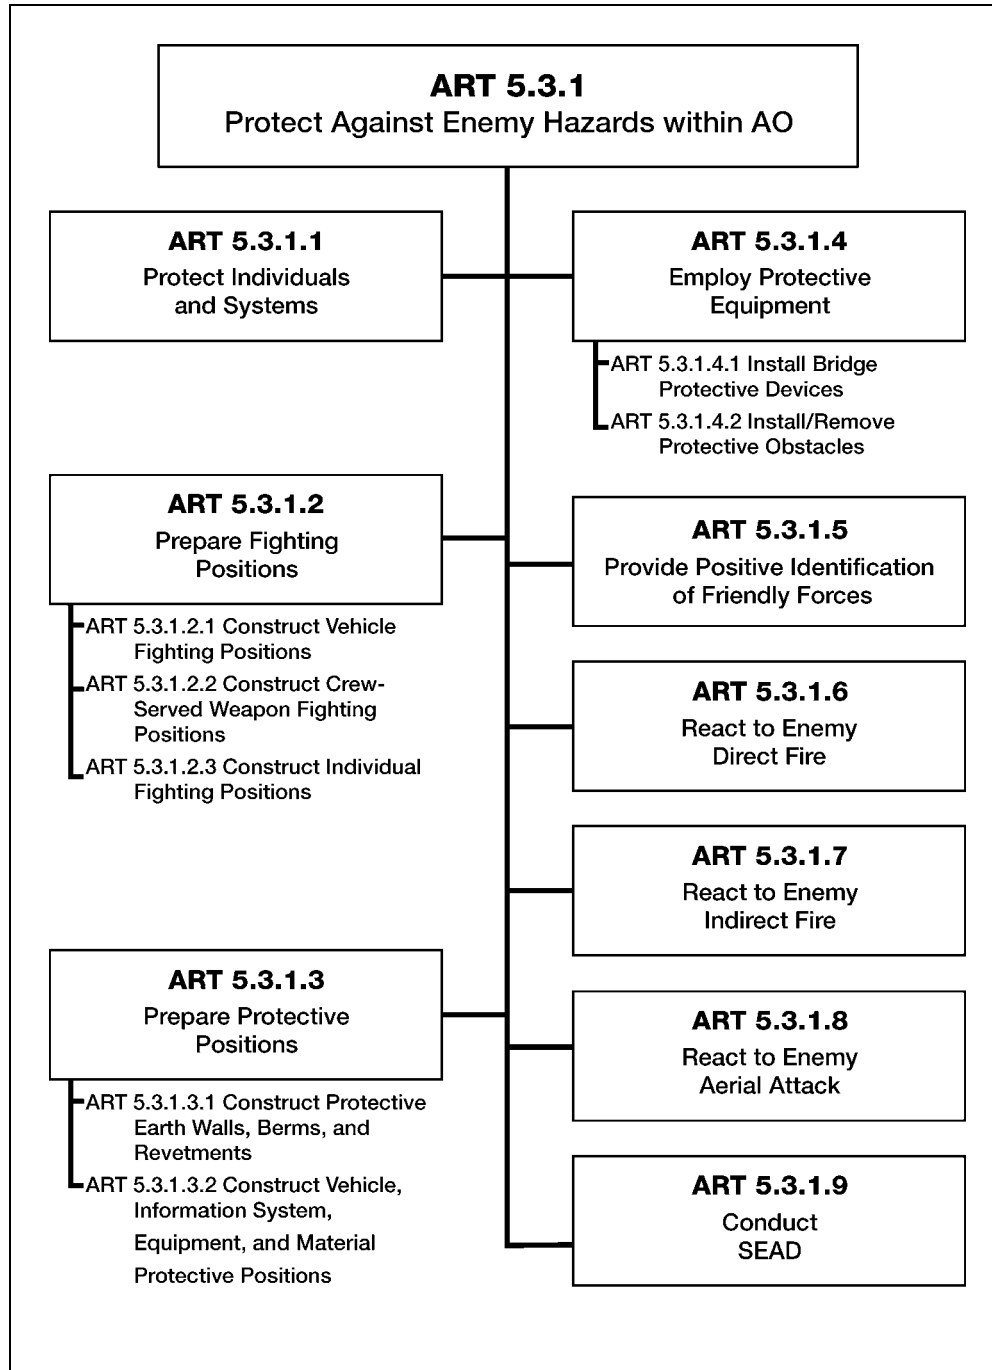 ART 5.3.1
Protect Against Enemy Hazards within AO
ART 5.3.1.1
Protect Individuals
and Systems
ART 5.3.1.2
Prepare Fighting
Positions
ART 5.3.1.2.1 Construct Vehicle
Fighting Positions
ART 5.3.1.2.2 Construct Crew-
Served Weapon Fighting
Positions
ART 5.3.1.2.3 Construct Individual
Fighting Positions
ART 5.3.1.3
Prepare Protective
Positions
ART 5.3.1.3.1 Construct Protective
Earth Walls, Berms, and
Revetments
ART 5.3.1.3.2 Construct Vehicle,
Information System,
Equipment, and Material
Protective Positions
ART 5.3.1.4
Employ Protective
Equipment
ART 5.3.1.4.1 Install Bridge
Protective Devices
ART 5.3.1.4.2 Install/Remove
Protective Obstacles
ART 5.3.1.5
Provide Positive Identification
of Friendly Forces
ART 5.3.1.6
React to Enemy
Direct Fire
ART 5.3.1.7
React to Enemy
Indirect Fire
ART 5.3.1.8
React to Enemy
Aerial Attack
ART 5.3.1.9
Conduct
SEAD